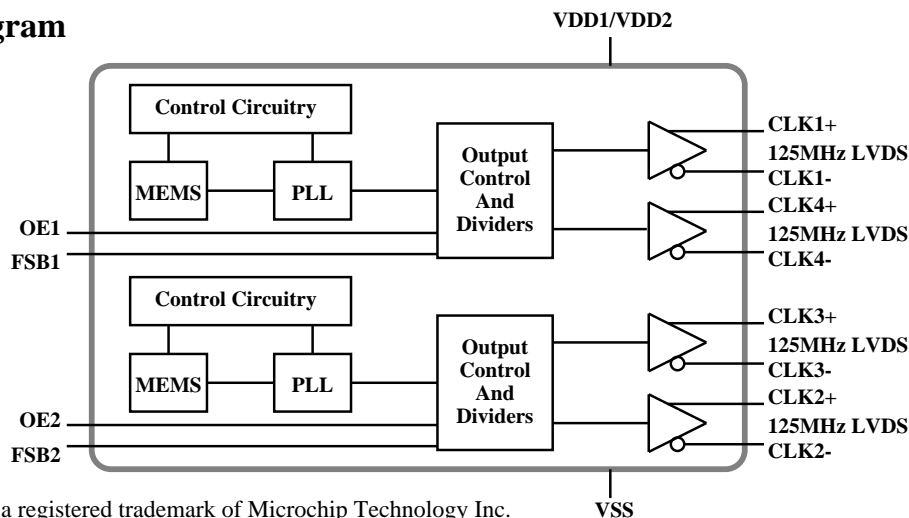 gram
VDD1/VDD2
Control Circuitry
MEMS
PLL
Output
Control
And
Dividers
OE1
FSB1
CLK1+
125MHz LVDS
CLK1-
CLK4+
125MHz LVDS
CLK4-
Control Circuitry
MEMS
PLL
Output
Control
And
Dividers
OE2
FSB2
CLK3+
125MHz LVDS
CLK3-
CLK2+
125MHz LVDS
CLK2-
VSS
a registered trademark of Microchip Technology Inc.